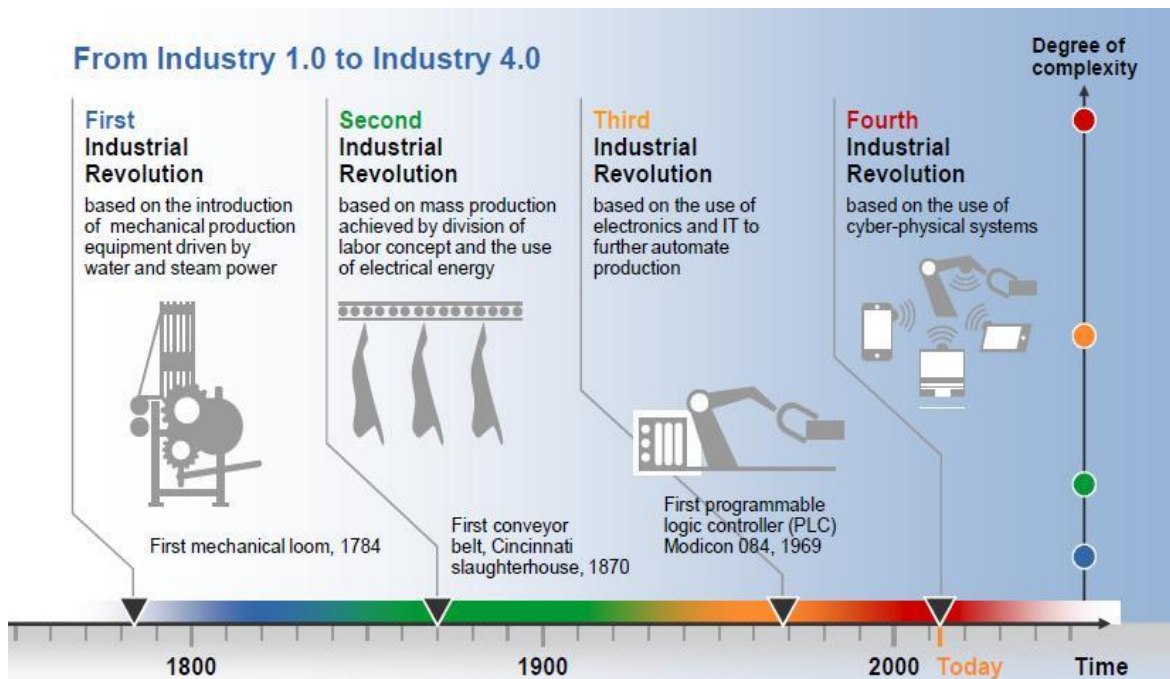 From Industry 1.0 to Industry 4.0
Degree of
complexity
First
Industrial
Revolution
based on the introduction
of mechanical production
equipment driven by
water and steam power
Second
Industrial
Revolution
based on mass production
achieved by division of
labor concept and the use
of electrical energy
Third
Industrial
Revolution
based on the use of
electronics and IT to
further automate
production
Fourth
Industrial
Revolution
based on the use of
cyber-physical systems
First mechanical loom, 1784
First conveyor
belt, Cincinnati
slaughterhouse, 1870
First programmable
logic controller (PLC)
Modicon 084, 1969
1800
1900
2000
Today
Time